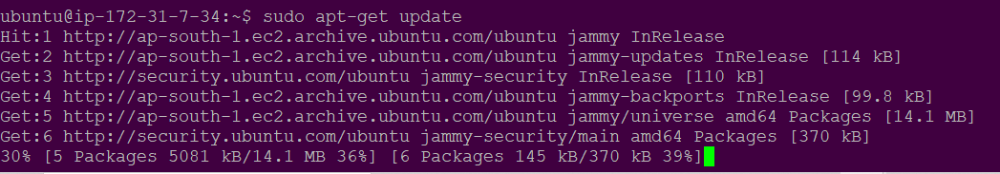 ubuntu@ip-172-31-7-34:~$ sudo apt-get update
Hit:1 http://ap-south-1.ec2.archive.ubuntu.com/ubuntu jammy InRelease
Get:2 http://ap-south-1.ec2.archive.ubuntu.com/ubuntu jammy-updates InRelease [114 kB]
Get:3 http://security.ubuntu.com/ubuntu jammy-security InRelease [110 kB]
Get:4 http://ap-south-1.ec2.archive.ubuntu.com/ubuntu jammy-backports InRelease [99.8 kB]
Get:5 http://ap-south-1.ec2.archive.ubuntu.com/ubuntu jammy/universe amd64 Packages [14.1 MB]
Get:6 http://security.ubuntu.com/ubuntu jammy-security/main amd64 Packages [370 kB]
30% [5 Packages 5081 kB/14.1 MB 36%] [6 Packages 145 kB/370 kB 39%]